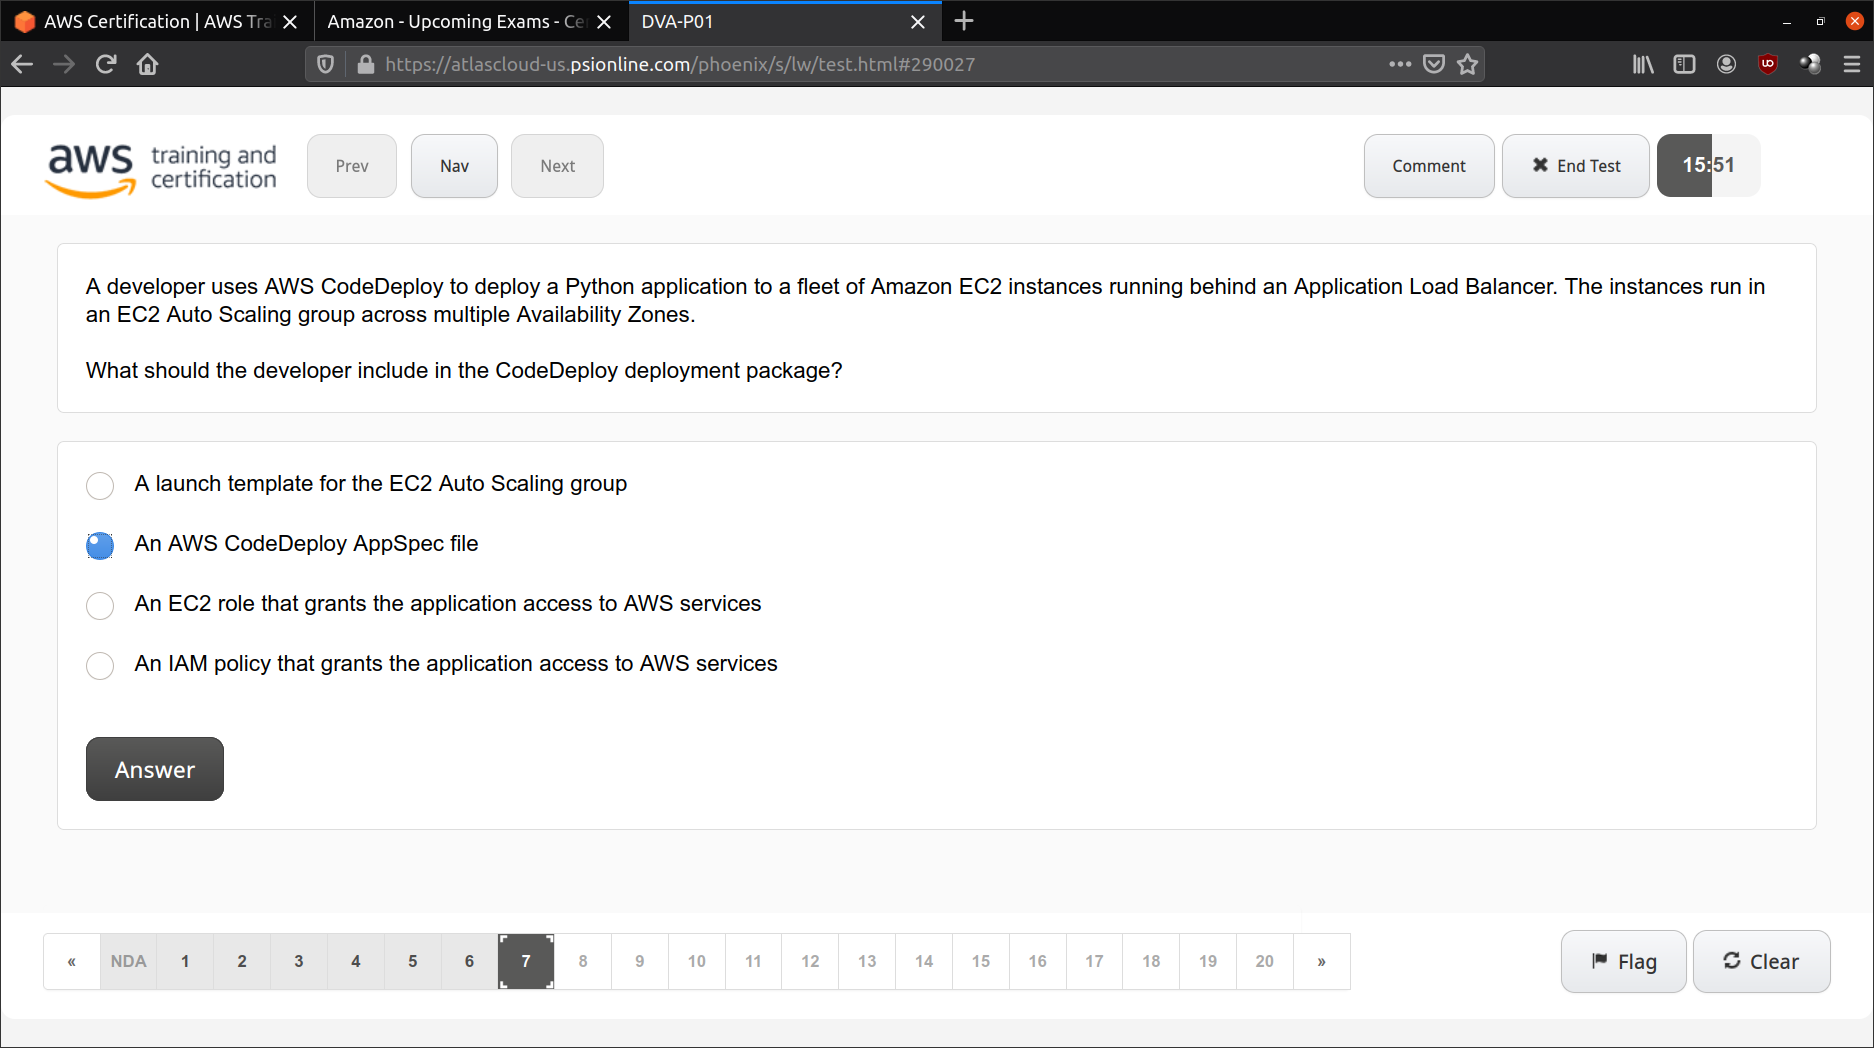 AWS Certification | AWS Tra
Amazon - Upcoming Exams - Ce
DVA-P01
https://atlascloud-us.psionline.com/phoenix/s/lw/test.html#290027
aws training and certification
Prev
Nav
Next
Comment
✖ End Test
15:51
A developer uses AWS CodeDeploy to deploy a Python application to a fleet of Amazon EC2 instances running behind an Application Load Balancer. The instances run in
an EC2 Auto Scaling group across multiple Availability Zones.
What should the developer include in the CodeDeploy deployment package?
A launch template for the EC2 Auto Scaling group
An AWS CodeDeploy AppSpec file
An EC2 role that grants the application access to AWS services
An IAM policy that grants the application access to AWS services
Answer
« NDA 1 2 3 4 5 6 7 8 9 10 11 12 13 14 15 16 17 18 19 20 »
Flag
Clear